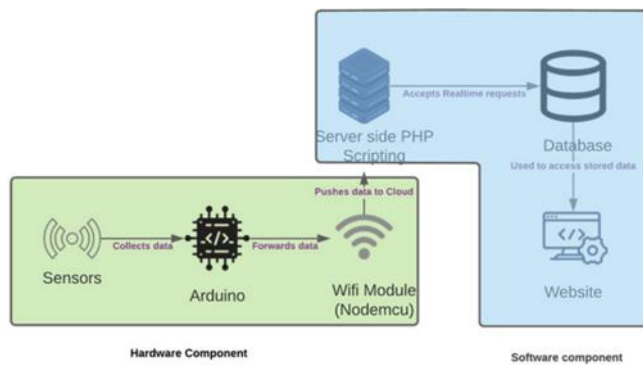 Accepts Realtime requests
Server side PHP
Scripting
Database
Used to access stored data
Pushes data to Cloud
Collects data
Forwards data
Sensors
Arduino
Wifi Module
(Nodemcu)
Website
Hardware Component
Software component